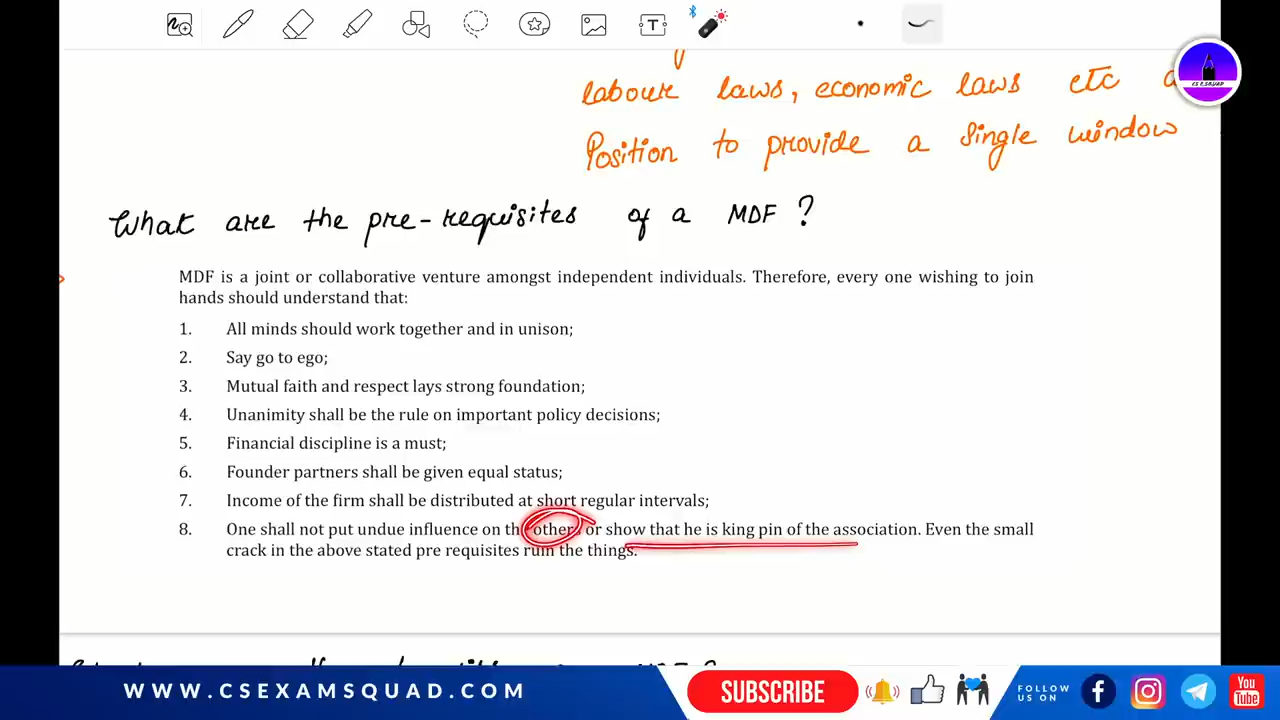 labour laws, economic laws etc
Position to provide a single window
CS EXSQUAD
What are the pre-requisites of a MDF ?
MDF is a joint or collaborative venture amongst independent individuals. Therefore, every one wishing to join
hands should understand that:
1. All minds should work together and in unison;
2. Say go to ego;
3. Mutual faith and respect lays strong foundation;
4. Unanimity shall be the rule on important policy decisions;
5. Financial discipline is a must;
6. Founder partners shall be given equal status;
7. Income of the firm shall be distributed at short regular intervals;
8. One shall not put undue influence on the others or show that he is king pin of the association. Even the small
crack in the above stated pre requisites ruin the things.
WWW.CSEXAMSQUAD.COM
SUBSCRIBE
FOLLOW
US ON
You
Tube